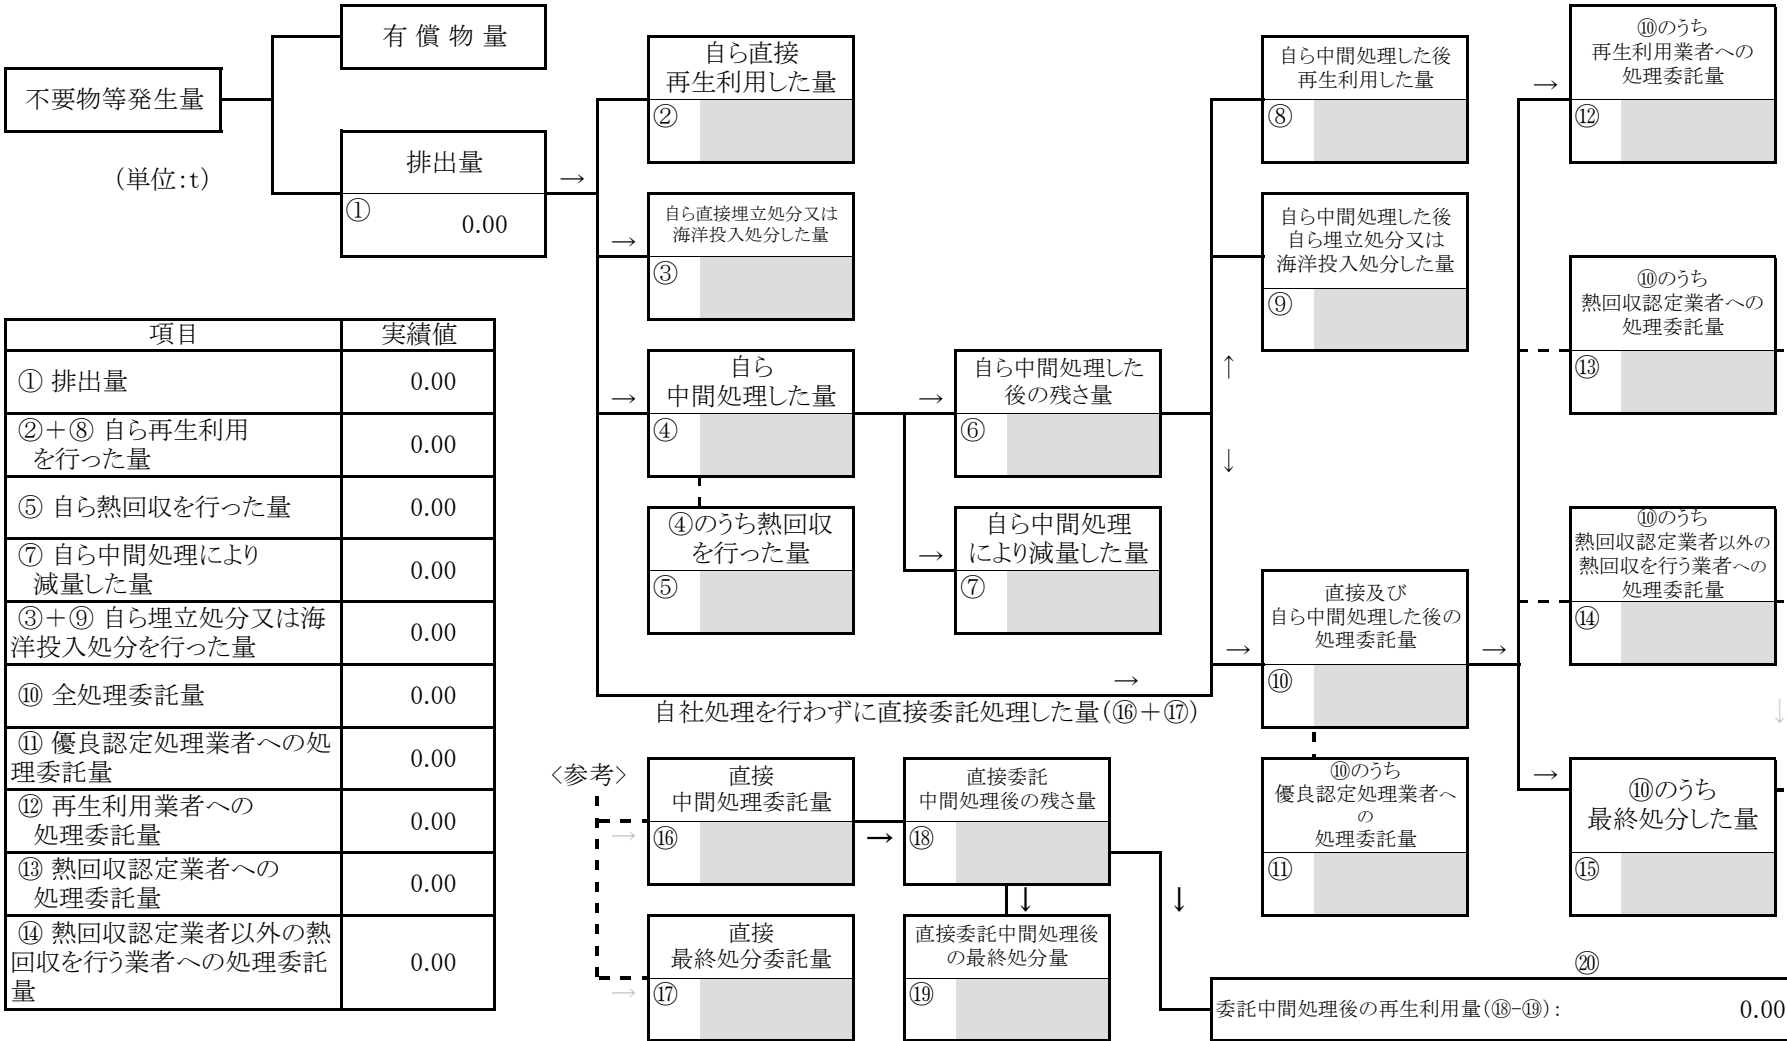 有 償 物 量
不要物等発生量
(単位:t)
排出量
①
0.00
→
自ら直接
再生利用した量
②
→
自ら直接埋立処分又は
海洋投入処分した量
③
→
自ら
中間処理した量
④
④のうち熱回収
を行った量
⑤
→
自ら中間処理した
後の残さ量
⑥
→
自ら中間処理
により減量した量
⑦
↑
↓
自ら中間処理した後
再生利用した量
⑧
自ら中間処理した後
自ら埋立処分又は
海洋投入処分した量
⑨
→
直接及び
自ら中間処理した後の
処理委託量
⑩
→
⑩のうち
優良認定処理業者へ
の
処理委託量
⑪
→
⑩のうち
再生利用業者への
処理委託量
⑫
⑩のうち
熱回収認定業者への
処理委託量
⑬
⑩のうち
熱回収認定業者以外の
熱回収を行う業者への
処理委託量
⑭
↓
→
⑩のうち
最終処分した量
⑮
→
自社処理を行わずに直接委託処理した量(⑯+⑰)
項目 実績値
① 排出量 0.00
②+⑧ 自ら再生利用
を行った量 0.00
⑤ 自ら熱回収を行った量 0.00
⑦ 自ら中間処理により
減量した量 0.00
③+⑨ 自ら埋立処分又は海
洋投入処分を行った量 0.00
⑩ 全処理委託量 0.00
⑪ 優良認定処理業者への処
理委託量 0.00
⑫ 再生利用業者への
処理委託量 0.00
⑬ 熱回収認定業者への
処理委託量 0.00
⑭ 熱回収認定業者以外の熱
回収を行う業者への処理委託
量 0.00
〈参考〉
→
直接
中間処理委託量
⑯
→
直接委託
中間処理後の残さ量
⑱
↓
↓
→
直接
最終処分委託量
⑰
直接委託中間処理後
の最終処分量
⑲
⑳
委託中間処理後の再生利用量(⑱-⑲): 0.00